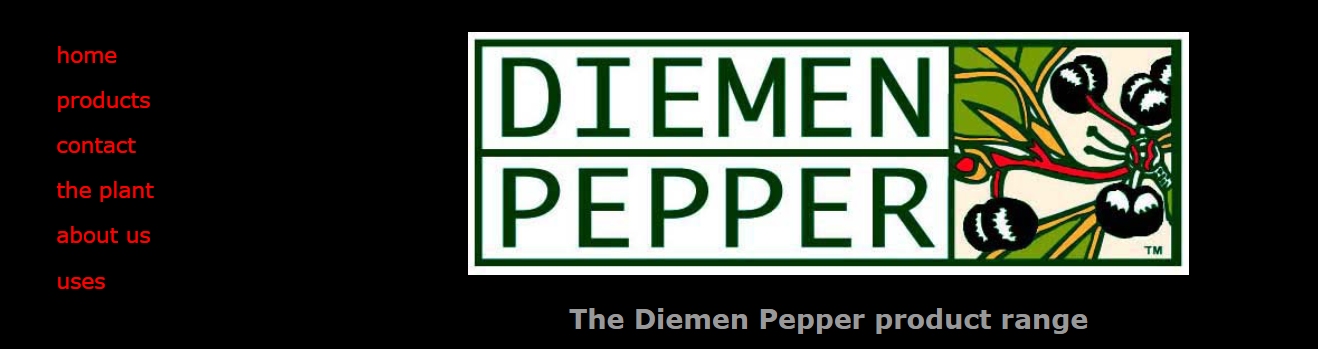 home
products
contact
the plant
about us
uses
DIEMEN
PEPPER
TM
The Diemen Pepper product range